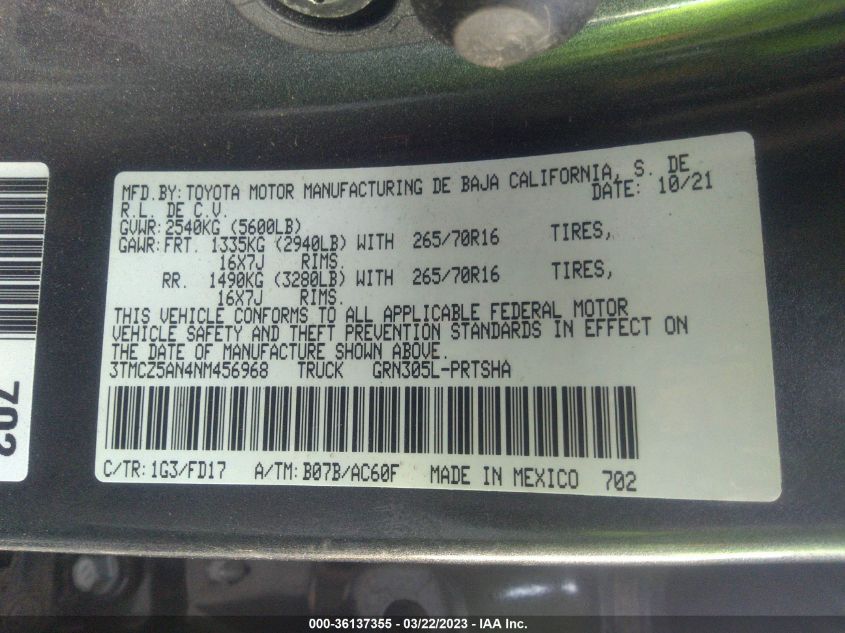 MFD.BY: TOYOTA MOTOR MANUFACTURING DE BAJA CALIFORNIA, S. DE
R.L. DE C.V. DATE: 10/21
GVWR: 2540KG (5600LB)
GAWR: FRT. 1335KG (2940LB) WITH 265/70R16 TIRES,
16X7J RIMS.
RR. 1490KG (3280LB) WITH 265/70R16 TIRES,
16X7J RIMS.
THIS VEHICLE CONFORMS TO ALL APPLICABLE FEDERAL MOTOR
VEHICLE SAFETY AND THEFT PREVENTION STANDARDS IN EFFECT ON
THE DATE OF MANUFACTURE SHOWN ABOVE.
3TMCZ5AN4NM456968 TRUCK GRN305L-PRTSHA
C/TR: 1G3/FD17 A/TM: B07B/AC60F MADE IN MEXICO 702
702
000-36137355 - 03/22/2023 - IAA Inc.